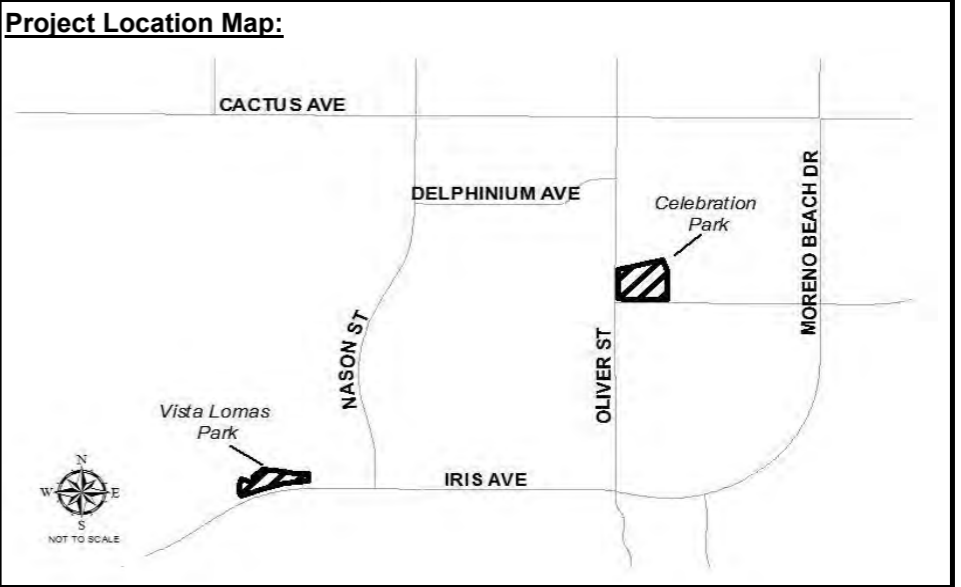 Project Location Map:
CACTUS AVE
DELPHINIUM AVE
Celebration
Park
MORENO BEACH DR
NASON ST
OLIVER ST
Vista Lomas
Park
IRIS AVE
N
W E
S
NOT TO SCALE